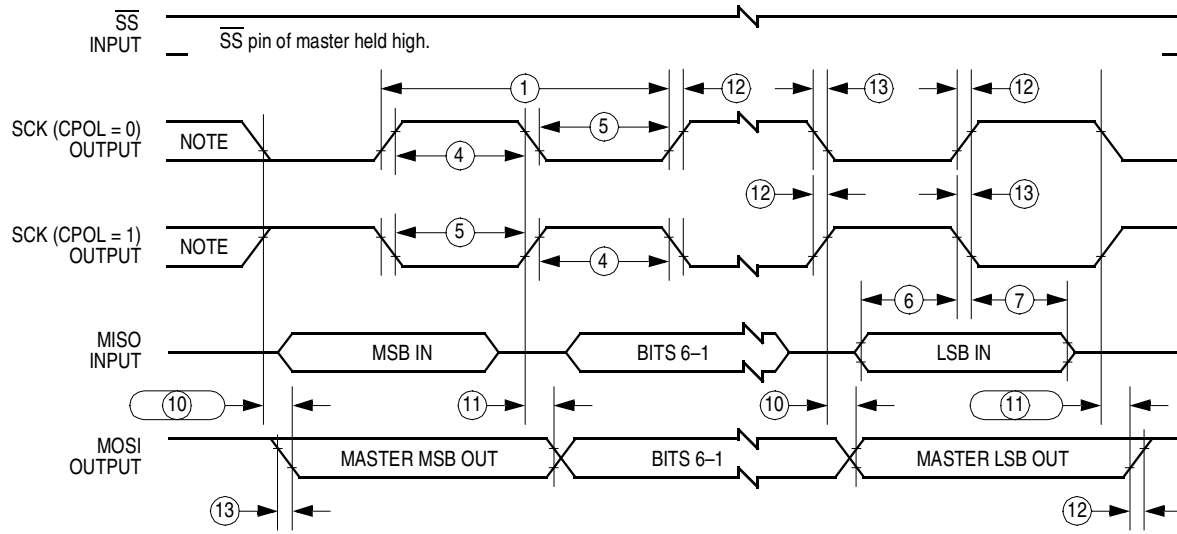 SS
INPUT
SS pin of master held high.
1
12
13
12
SCK (CPOL = 0)
OUTPUT
NOTE
5
4
12
13
SCK (CPOL = 1)
OUTPUT
NOTE
5
4
6
7
MISO
INPUT
MSB IN
BITS 6–1
LSB IN
10
11
10
11
MOSI
OUTPUT
MASTER MSB OUT
BITS 6–1
MASTER LSB OUT
13
12